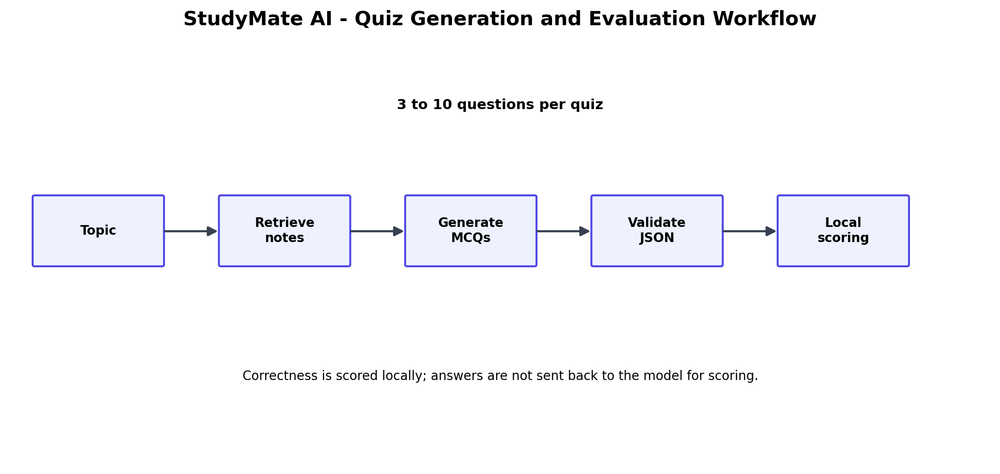 StudyMate AI - Quiz Generation and Evaluation Workflow
3 to 10 questions per quiz
Topic
Retrieve
notes
Generate
MCQs
Validate
JSON
Local
scoring
Correctness is scored locally; answers are not sent back to the model for scoring.